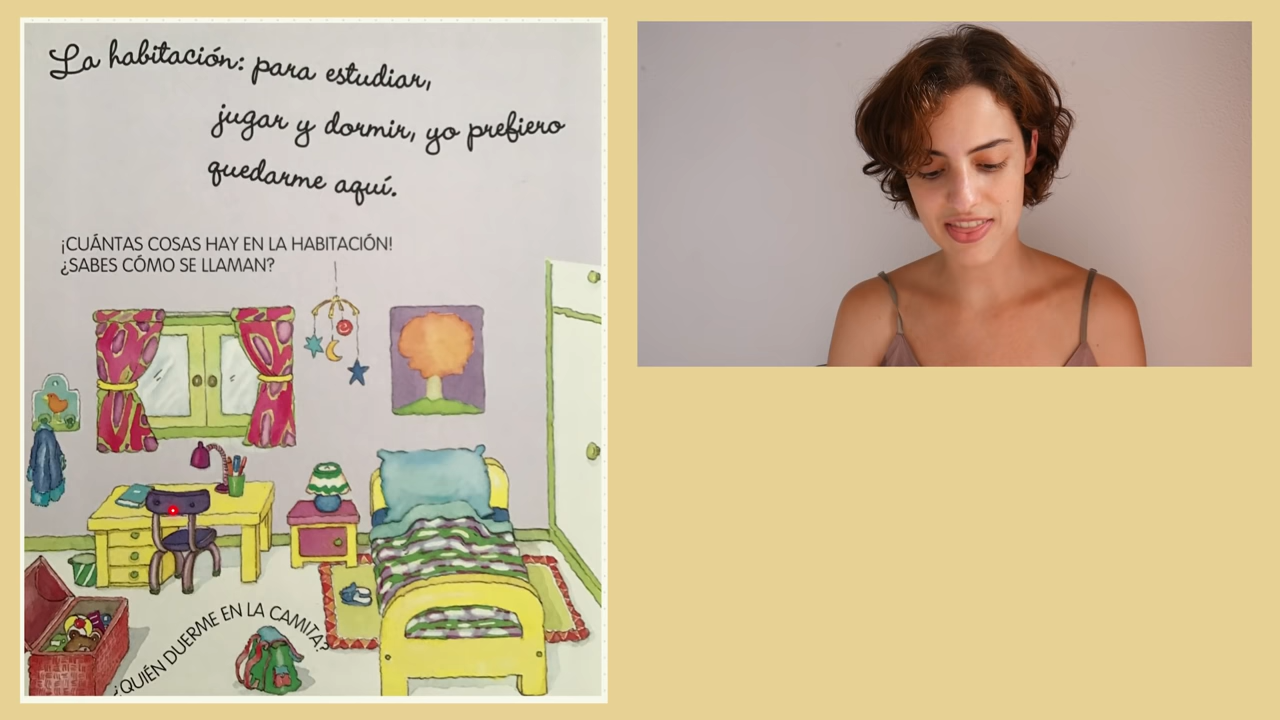 La habitación: para estudiar,
jugar y dormir, yo prefiero
quedarme aquí.
¡CUÁNTAS COSAS HAY EN LA HABITACIÓN!
¿SABES CÓMO SE LLAMAN?
¿QUIÉN DUERME EN LA CAMITA?